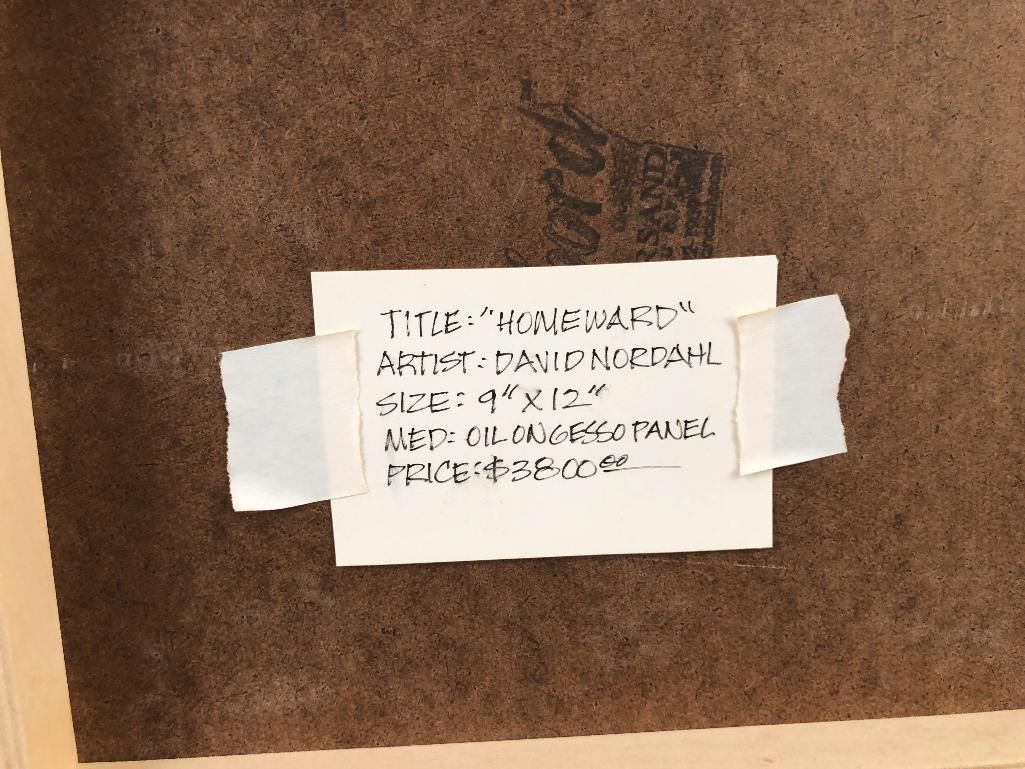 TITLE: "HOMEWARD"
ARTIST: DAVID NORDAHL
SIZE: 9" X 12"
MED: OIL ON GESSO PANEL
PRICE: $3800 00